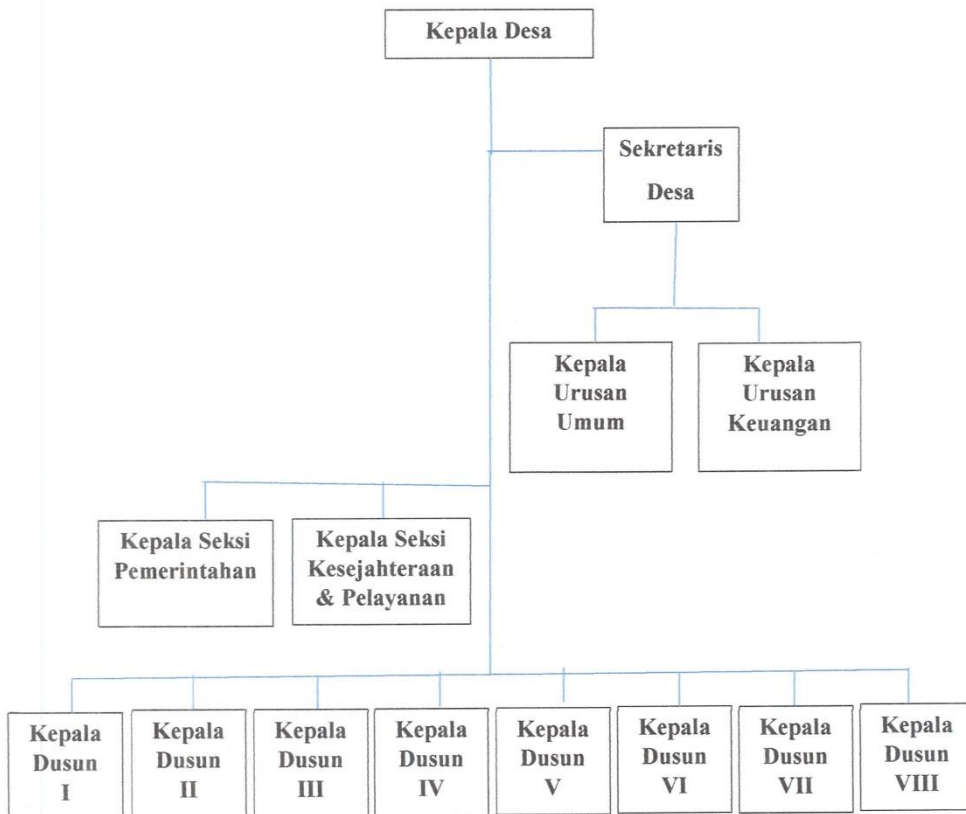 Kepala Desa
Sekretaris
Desa
Kepala
Urusan
Umum
Kepala
Urusan
Keuangan
Kepala Seksi
Pemerintahan
Kepala Seksi
Kesejahteraan
& Pelayanan
Kepala
Dusun
I
Kepala
Dusun
II
Kepala
Dusun
III
Kepala
Dusun
IV
Kepala
Dusun
V
Kepala
Dusun
VI
Kepala
Dusun
VII
Kepala
Dusun
VIII